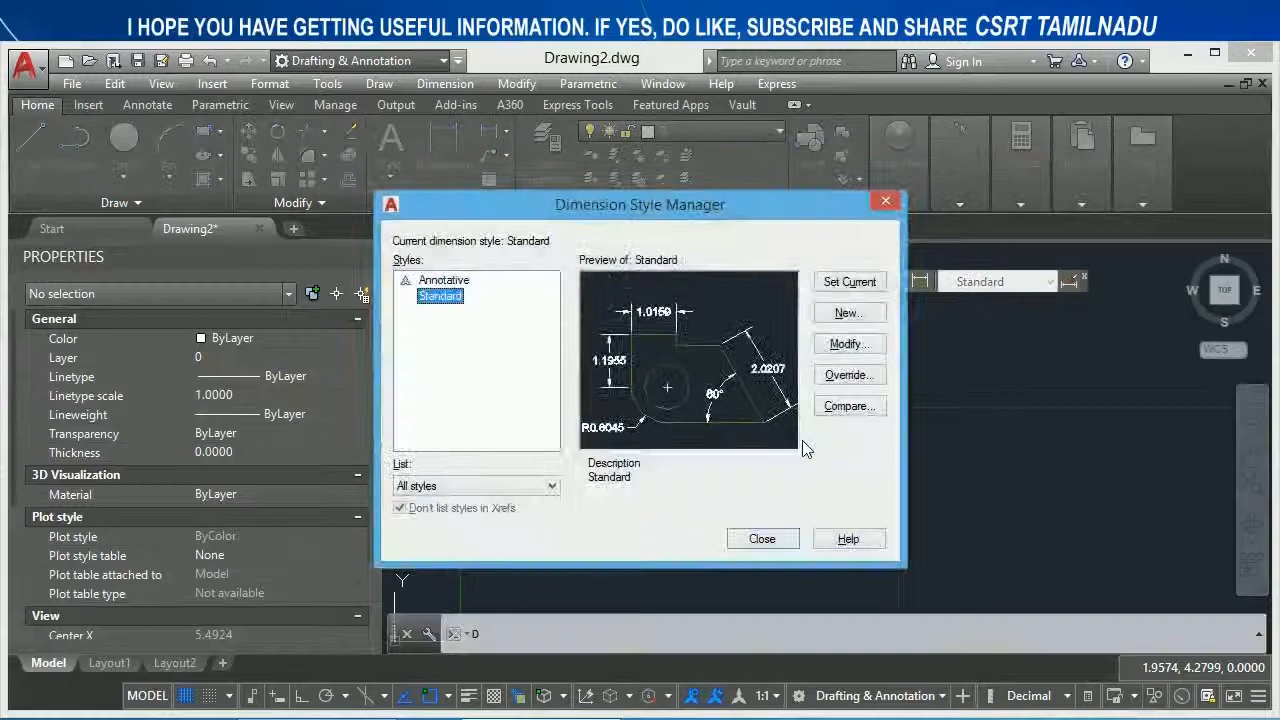 I HOPE YOU HAVE GETTING USEFUL INFORMATION. IF YES, DO LIKE, SUBSCRIBE AND SHARE CSRT TAMILNADU
Drafting & Annotation
Drawing2.dwg
Type a keyword or phrase
Sign In
File Edit View Insert Format Tools Draw Dimension Modify Parametric Window Help Express
Home Insert Annotate Parametric View Manage Output Add-ins A360 Express Tools Featured Apps Vault
Draw
Modify
Start
Drawing2*
Dimension Style Manager
Current dimension style: Standard
Styles:
Annotative
Standard
Preview of: Standard
1.0159
1.1955
2.0207
60°
R0.8045
Set Current
New...
Modify...
Override...
Compare...
List:
All styles
Don't list styles in Xrefs
Description
Standard
Close
Help
Standard
N
W
TOP
E
S
WCS
PROPERTIES
No selection
General
Color ByLayer
Layer 0
Linetype ByLayer
Linetype scale 1.0000
Lineweight ByLayer
Transparency ByLayer
Thickness 0.0000
3D Visualization
Material ByLayer
Plot style
Plot style ByColor
Plot style table None
Plot table attached to Model
Plot table type Not available
View
Center X 5.4924
Y
D
Model Layout1 Layout2
1.9574, 4.2799, 0.0000
MODEL
1:1
Drafting & Annotation
Decimal